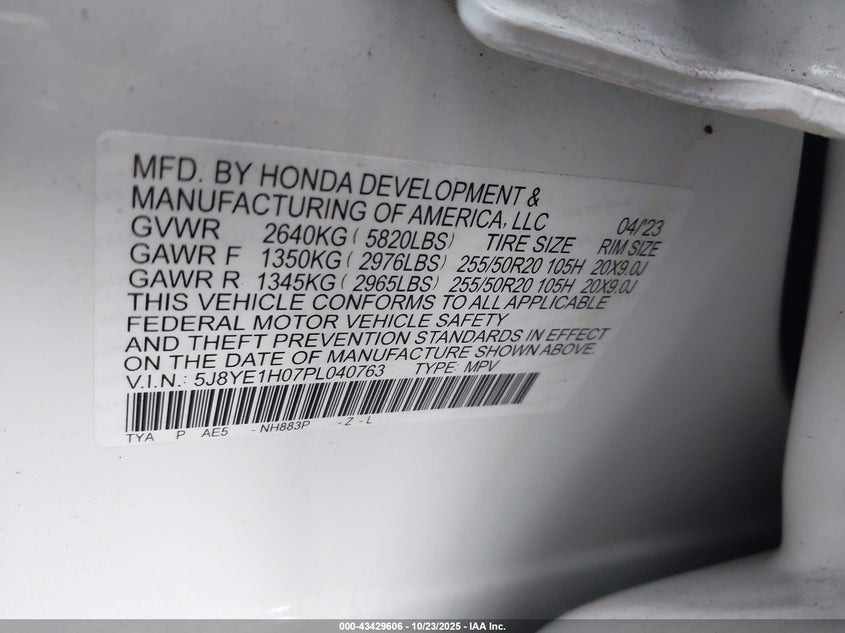 MFD. BY HONDA DEVELOPMENT &
MANUFACTURING OF AMERICA, LLC 04/'23
GVWR 2640KG ( 5820LBS) TIRE SIZE RIM SIZE
GAWR F 1350KG ( 2976LBS) 255/50R20 105H 20X9.0J
GAWR R 1345KG ( 2965LBS) 255/50R20 105H 20X9.0J
THIS VEHICLE CONFORMS TO ALL APPLICABLE
FEDERAL MOTOR VEHICLE SAFETY
AND THEFT PREVENTION STANDARDS IN EFFECT
ON THE DATE OF MANUFACTURE SHOWN ABOVE.
V.I.N.: 5J8YE1H07PL040763 TYPE: MPV
TYA P AE5 -NH883P -Z -L
000-43429606 - 10/23/2025 - IAA Inc.